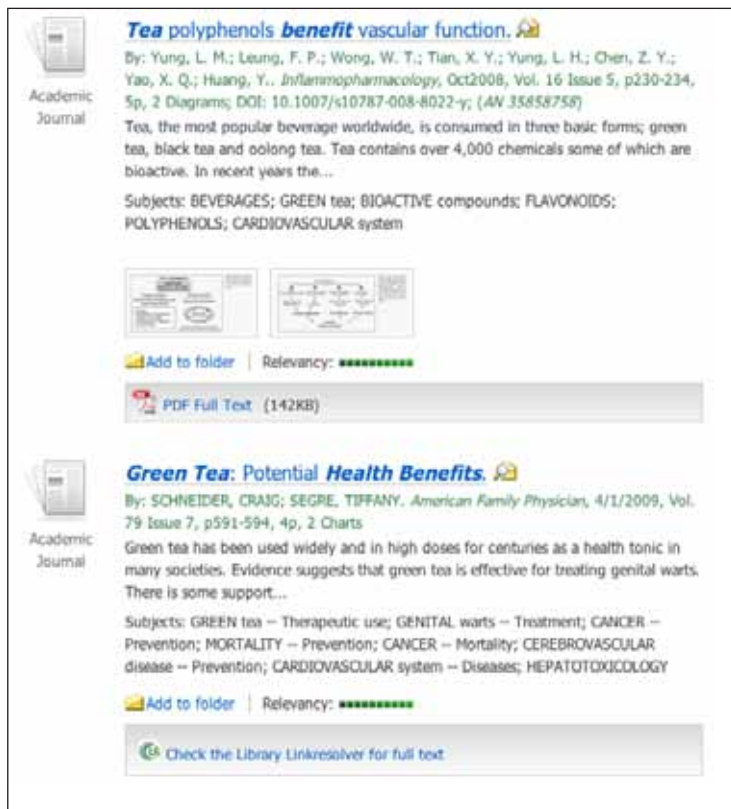 Tea polyphenols benefit vascular function.
By: Yung, L. M.; Leung, F. P.; Wong, W. T.; Tian, X. Y.; Yung, L. H.; Chen, Z. Y.;
Yao, X. Q.; Huang, Y.. Inflammopharmacology, Oct2008, Vol. 16 Issue 5, p230-234,
5p, 2 Diagrams; DOI: 10.1007/s10787-008-8022-y; (AN 35858758)
Academic
Journal
Tea, the most popular beverage worldwide, is consumed in three basic forms; green
tea, black tea and oolong tea. Tea contains over 4,000 chemicals some of which are
bioactive. In recent years the...
Subjects: BEVERAGES; GREEN tea; BIOACTIVE compounds; FLAVONOIDS;
POLYPHENOLS; CARDIOVASCULAR system
Add to folder | Relevancy:
PDF Full Text (142KB)
Green Tea: Potential Health Benefits.
By: SCHNEIDER, CRAIG; SEGRE, TIFFANY. American Family Physician, 4/1/2009, Vol.
79 Issue 7, p591-594, 4p, 2 Charts
Academic
Journal
Green tea has been used widely and in high doses for centuries as a health tonic in
many societies. Evidence suggests that green tea is effective for treating genital warts.
There is some support...
Subjects: GREEN tea -- Therapeutic use; GENITAL warts -- Treatment; CANCER --
Prevention; MORTALITY -- Prevention; CANCER -- Mortality; CEREBROVASCULAR
disease -- Prevention; CARDIOVASCULAR system -- Diseases; HEPATOTOXICOLOGY
Add to folder | Relevancy:
Check the Library Linkresolver for full text